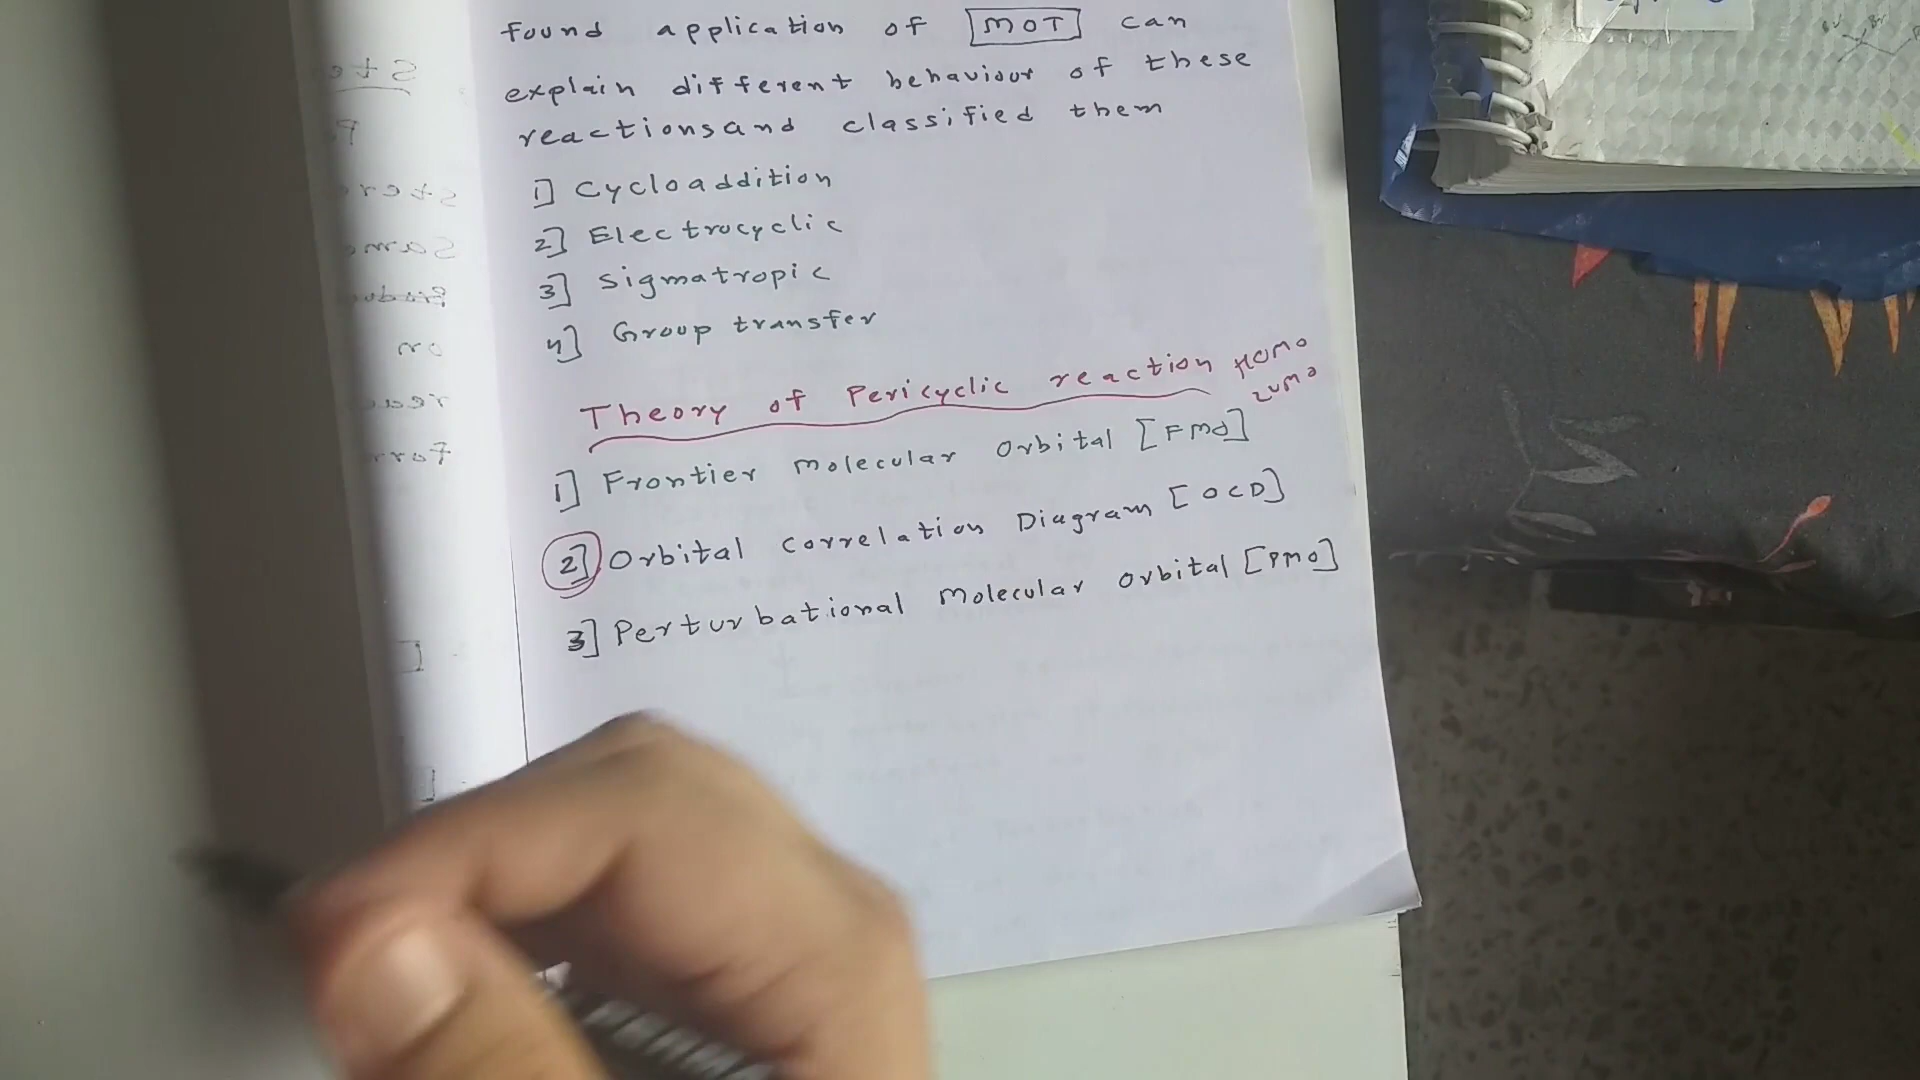 found application of MOT can
explain different behaviour of these
reactions and classified them
1] Cycloaddition
2] Electrocyclic
3] Sigmatropic
4] Group transfer
Theory of Pericyclic reaction HOMO
LUMO
1] Frontier molecular Orbital [FMO]
2] Orbital Correlation Diagram [OCD]
3] Perturbational Molecular Orbital [PMO]